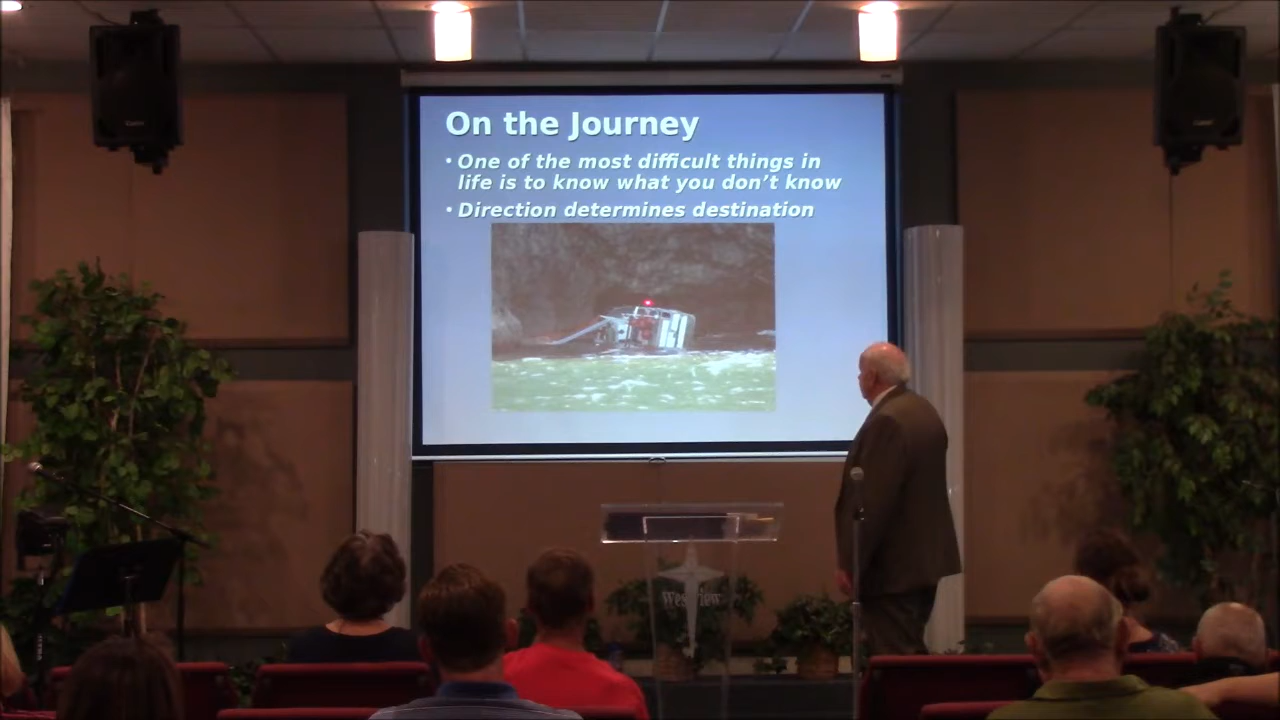 On the Journey
• One of the most difficult things in
life is to know what you don't know
• Direction determines destination
Westview